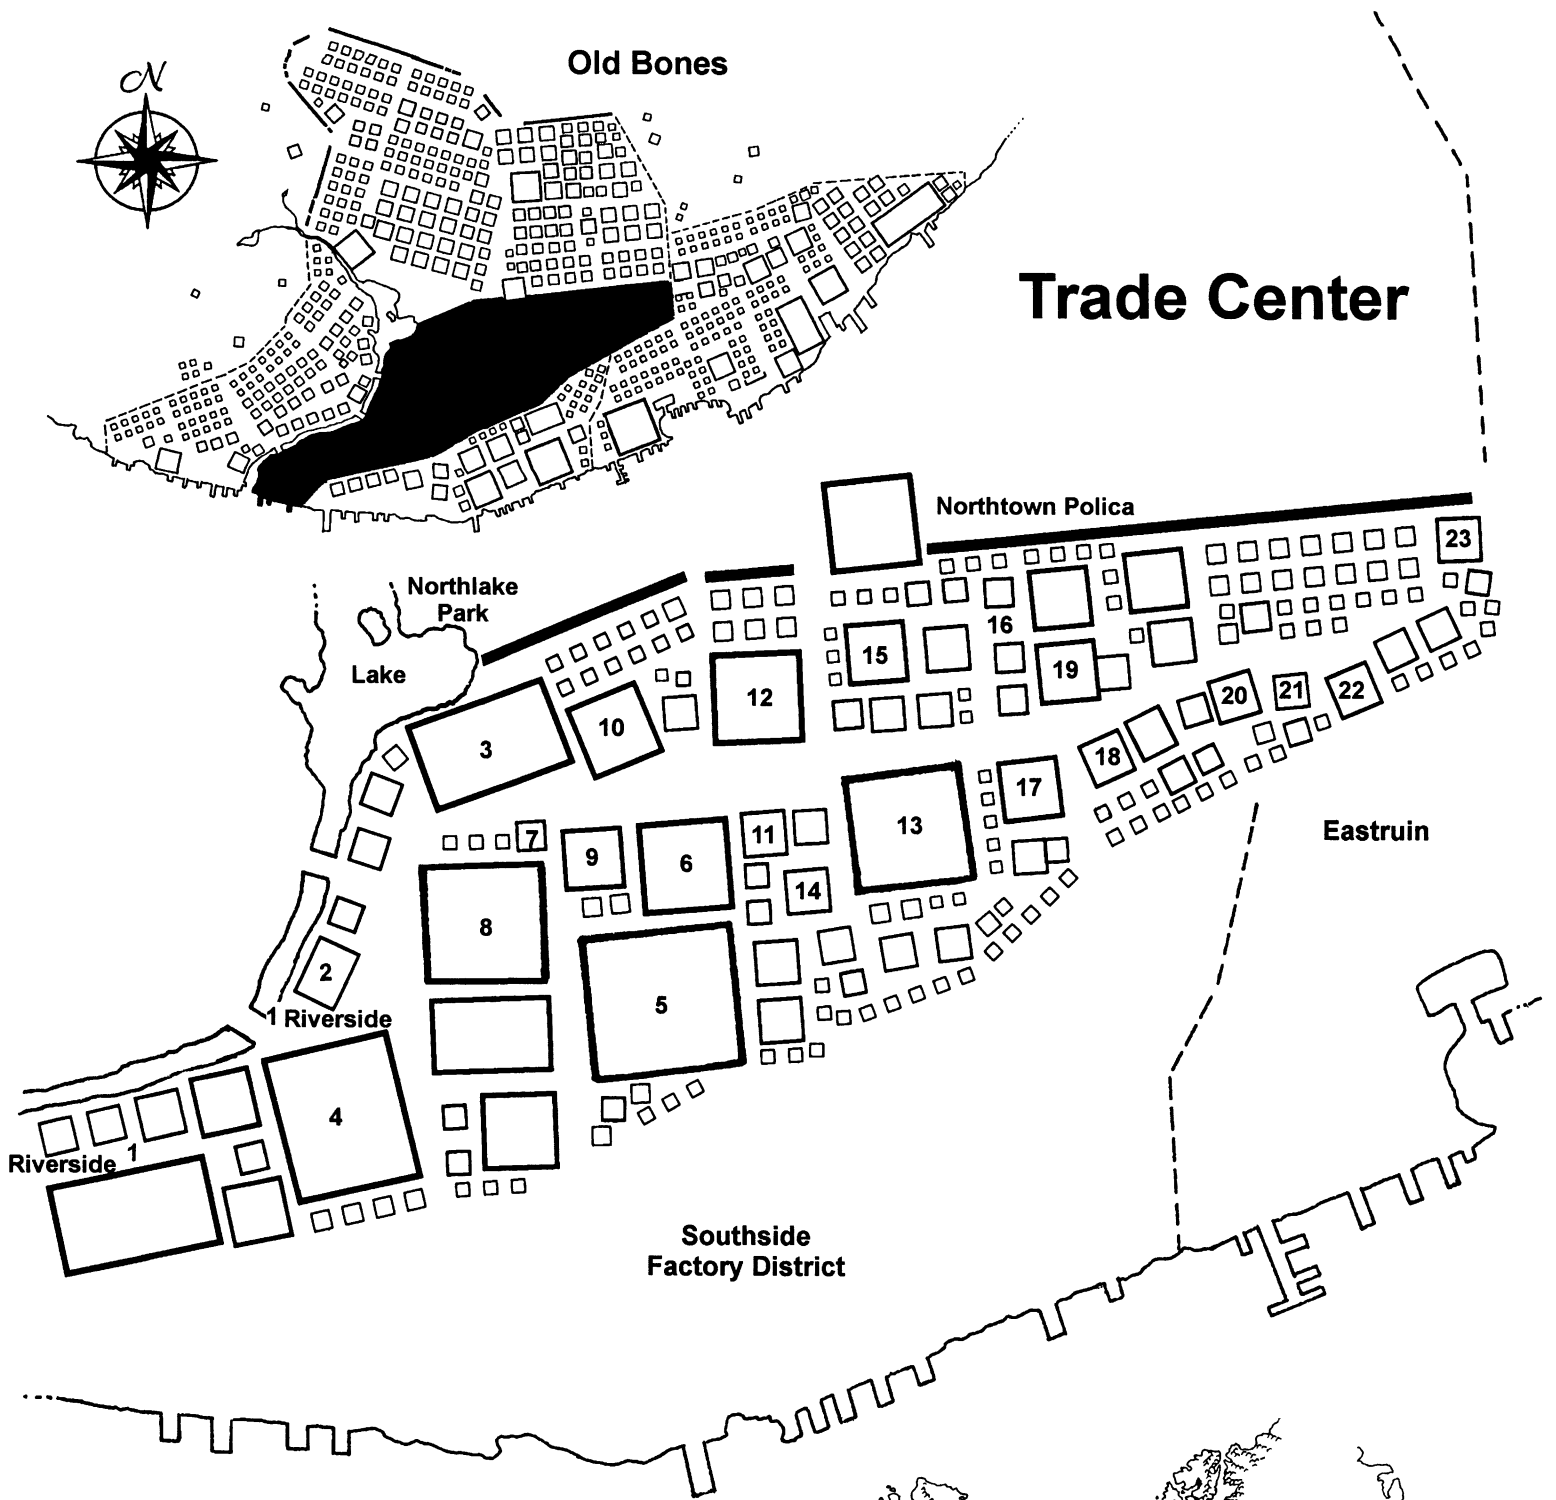 N
Old Bones
Trade Center
Northtown Polica
Northlake
Park
Lake
23
16
15
19
12
10
3
20
21
22
18
17
13
11
7
9
6
14
8
5
2
1 Riverside
4
Riverside 1
Eastruin
Southside
Factory District